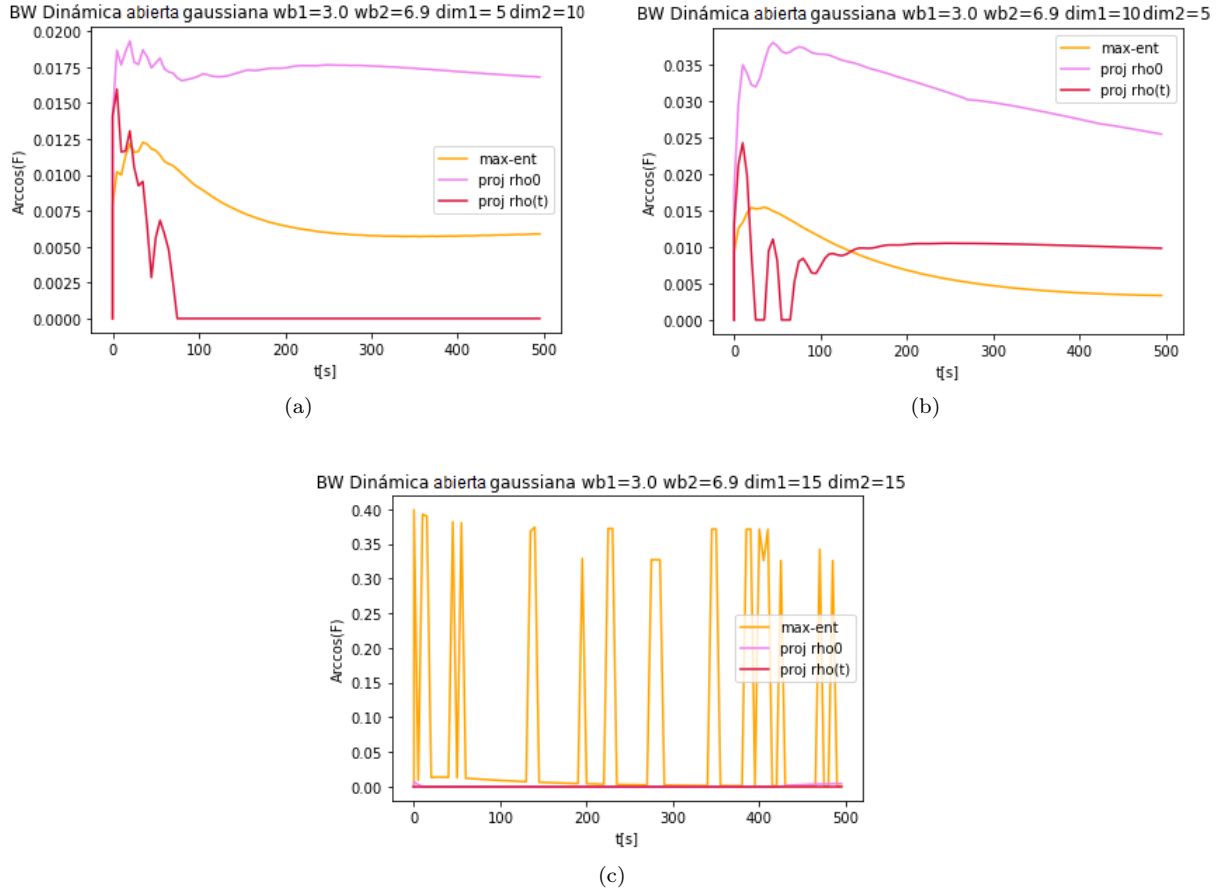 BW Dinámica abierta gaussiana wb1=3.0 wb2=6.9 dim1= 5 dim2=10
0.0200
0.0175
0.0150
0.0125
0.0100
0.0075
0.0050
0.0025
0.0000
Arccos(F)
max-ent
proj rho0
proj rho(t)
0 100 200 300 400 500
t[s]
(a)
BW Dinámica abierta gaussiana wb1=3.0 wb2=6.9 dim1=10 dim2=5
0.035
0.030
0.025
0.020
0.015
0.010
0.005
0.000
Arccos(F)
max-ent
proj rho0
proj rho(t)
0 100 200 300 400 500
t[s]
(b)
BW Dinámica abierta gaussiana wb1=3.0 wb2=6.9 dim1=15 dim2=15
0.40
0.35
0.30
0.25
0.20
0.15
0.10
0.05
0.00
Arccos(F)
max-ent
proj rho0
proj rho(t)
0 100 200 300 400 500
t[s]
(c)